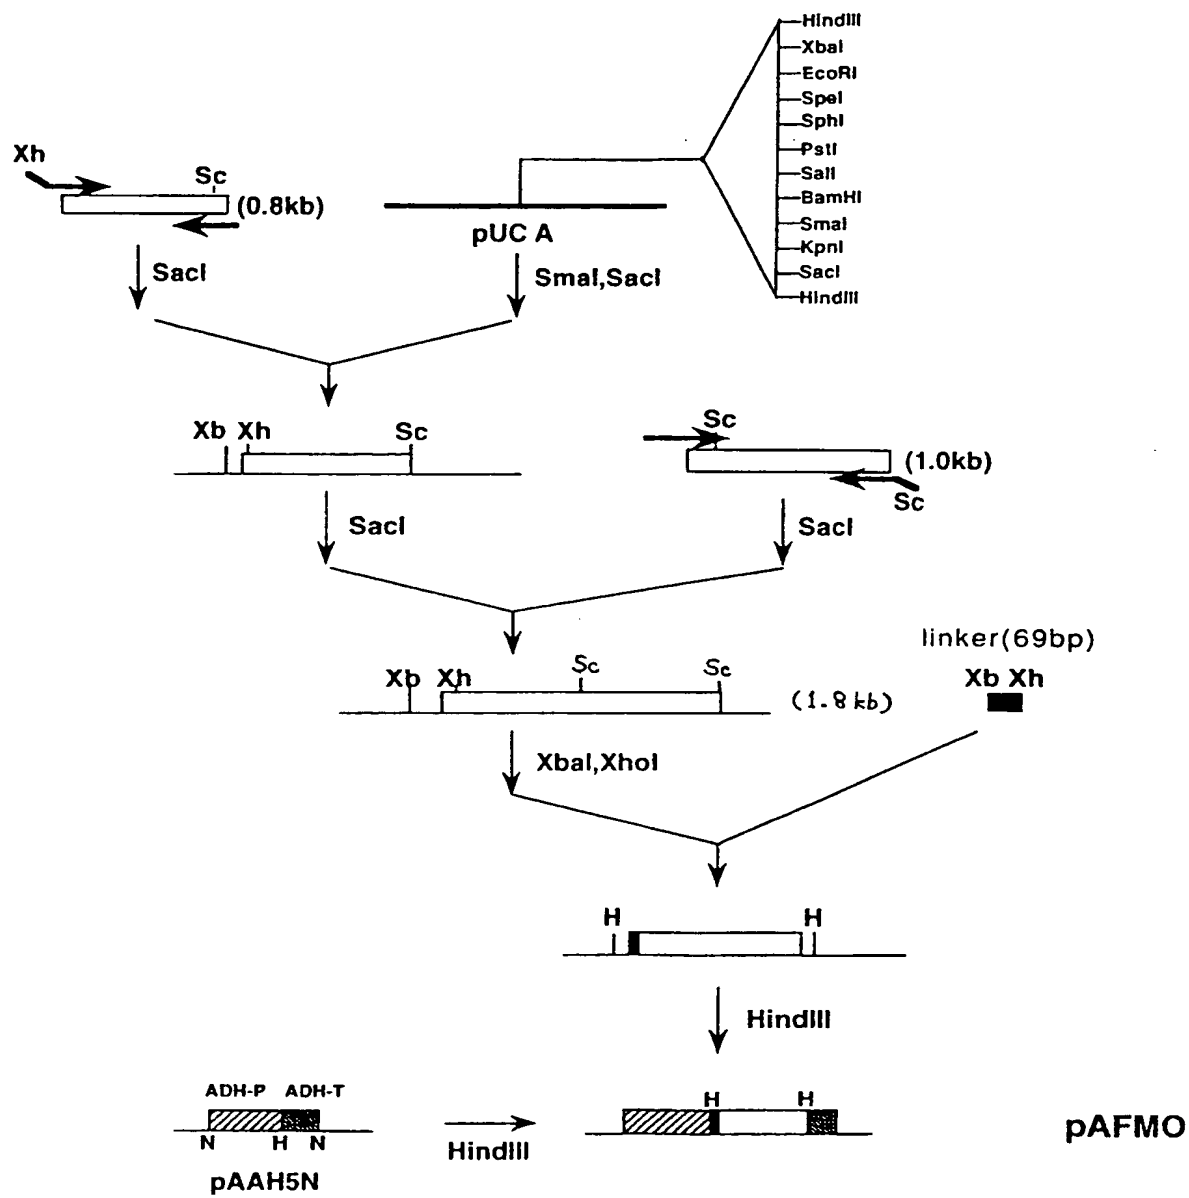 HindIII
XbaI
EcoRI
SpeI
SphI
PstI
SalI
BamHI
SmaI
KpnI
SacI
HindIII
Xh
Sc
(0.8kb)
pUC A
SacI
SmaI,SacI
Xb Xh Sc
Sc
(1.0kb)
Sc
SacI
SacI
linker(69bp)
Xb Xh
Xb Xh Sc Sc
(1.8 kb)
XbaI,XhoI
H H
HindIII
ADH-P ADH-T
N H N
pAAH5N
HindIII
H H
pAFMO